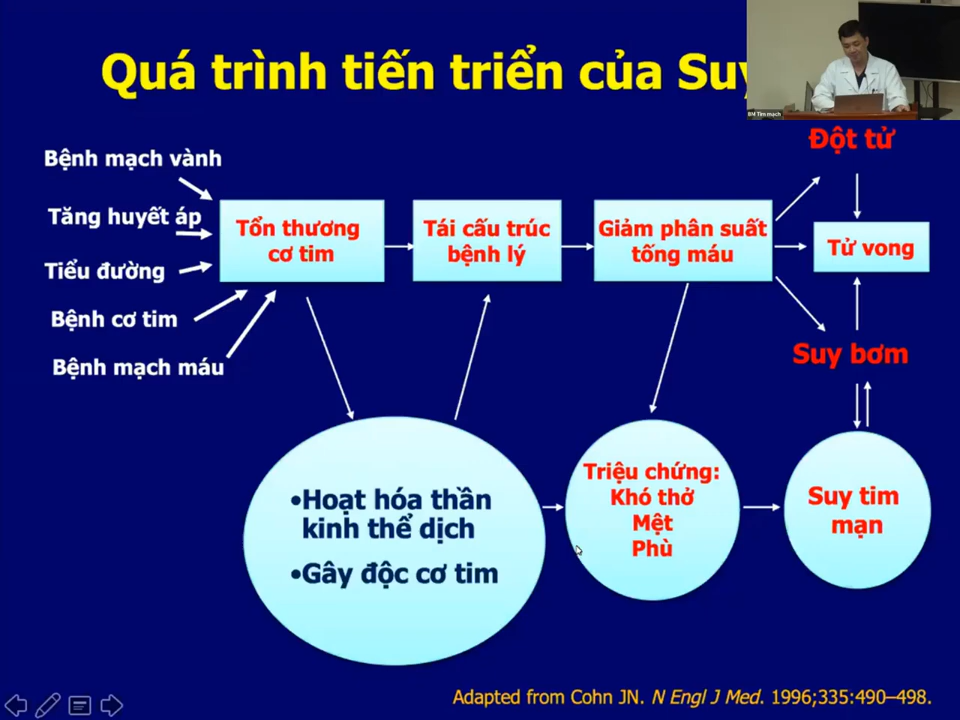 Quá trình tiến triển của Suy
BM Tim mạch
Bệnh mạch vành
Tăng huyết áp
Tiểu đường
Bệnh cơ tim
Bệnh mạch máu
Tổn thương
cơ tim
Tái cấu trúc
bệnh lý
Giảm phân suất
tống máu
Đột tử
Tử vong
Suy bơm
•Hoạt hóa thần
kinh thể dịch
•Gây độc cơ tim
Triệu chứng:
Khó thở
Mệt
Phù
Suy tim
mạn
Adapted from Cohn JN. N Engl J Med. 1996;335:490–498.